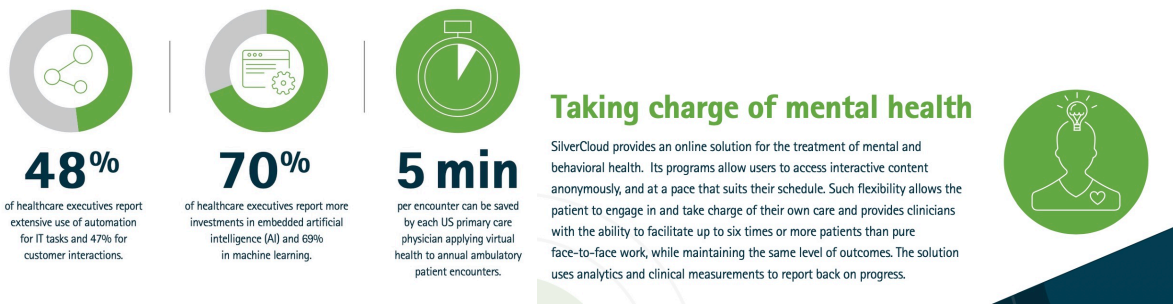 48%
of healthcare executives report
extensive use of automation
for IT tasks and 47% for
customer interactions.
70%
of healthcare executives report more
investments in embedded artificial
intelligence (AI) and 69%
in machine learning.
5 min
per encounter can be saved
by each US primary care
physician applying virtual
health to annual ambulatory
patient encounters.
Taking charge of mental health
SilverCloud provides an online solution for the treatment of mental and
behavioral health. Its programs allow users to access interactive content
anonymously, and at a pace that suits their schedule. Such flexibility allows the
patient to engage in and take charge of their own care and provides clinicians
with the ability to facilitate up to six times or more patients than pure
face-to-face work, while maintaining the same level of outcomes. The solution
uses analytics and clinical measurements to report back on progress.